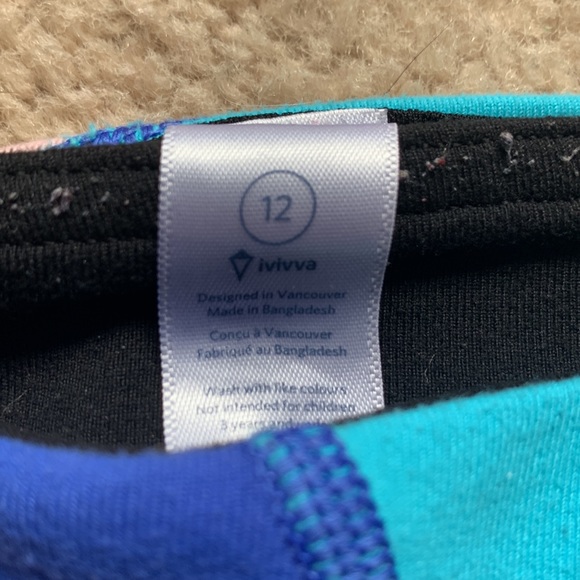 12
ivivva
Designed in Vancouver
Made in Bangladesh
Conçu à Vancouver
Fabriqué au Bangladesh
Wash with like colours
Not intended for children
3 years and